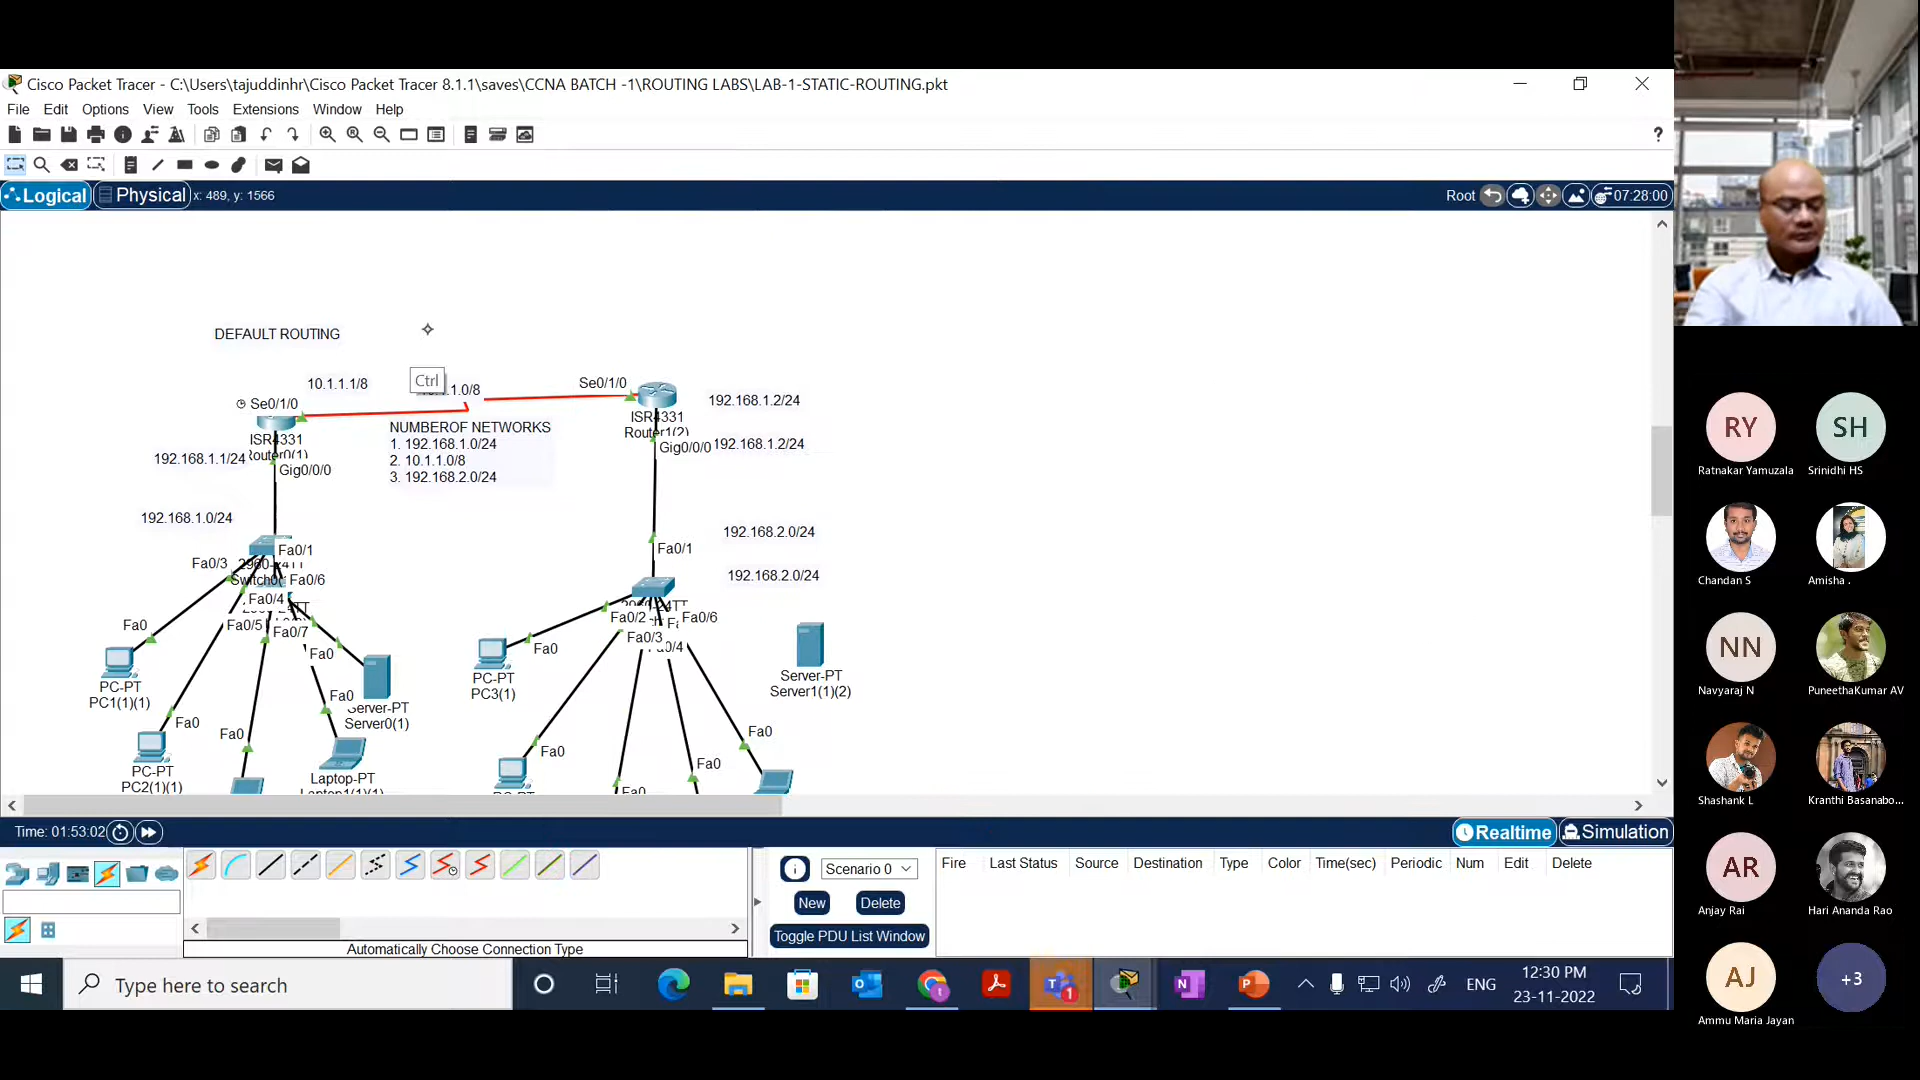 Cisco Packet Tracer - C:\Users\tajuddinhr\Cisco Packet Tracer 8.1.1\saves\CCNA BATCH -1\ROUTING LABS\LAB-1-STATIC-ROUTING.pkt
File Edit Options View Tools Extensions Window Help
?
Logical Physical x: 489, y: 1566
Root 07:28:00
DEFAULT ROUTING
10.1.1.1/8
Ctrl
.1.0/8
Se0/1/0
192.168.1.2/24
Se0/1/0
ISR4331
Router1(2)
NUMBEROF NETWORKS
1. 192.168.1.0/24
2. 10.1.1.0/8
3. 192.168.2.0/24
ISR4331
Router0(1)
Gig0/0/0
192.168.1.2/24
192.168.1.1/24
Gig0/0/0
192.168.1.0/24
192.168.2.0/24
Fa0/1
Fa0/1
Fa0/3
Fa0/6
192.168.2.0/24
Fa0/4
Fa0/5
Fa0/7
Fa0/2
Fa0/6
Fa0/3
Fa0
Fa0
Fa0
PC-PT
PC1(1)(1)
PC-PT
PC3(1)
Server-PT
Server1(1)(2)
Fa0
Server-PT
Server0(1)
Fa0
Fa0
Fa0
Fa0
PC-PT
PC2(1)(1)
Laptop-PT
Fa0
Fa0
Time: 01:53:02
Realtime Simulation
Scenario 0
New Delete
Toggle PDU List Window
Fire Last Status Source Destination Type Color Time(sec) Periodic Num Edit Delete
Automatically Choose Connection Type
Type here to search
ENG
12:30 PM
23-11-2022
1
RY
Ratnakar Yamuzala
SH
Srinidhi HS
Chandan S
Amisha .
NN
Navyaraj N
PuneethaKumar AV
Shashank L
Kranthi Basanabo...
AR
Anjay Rai
Hari Ananda Rao
AJ
Ammu Maria Jayan
+3